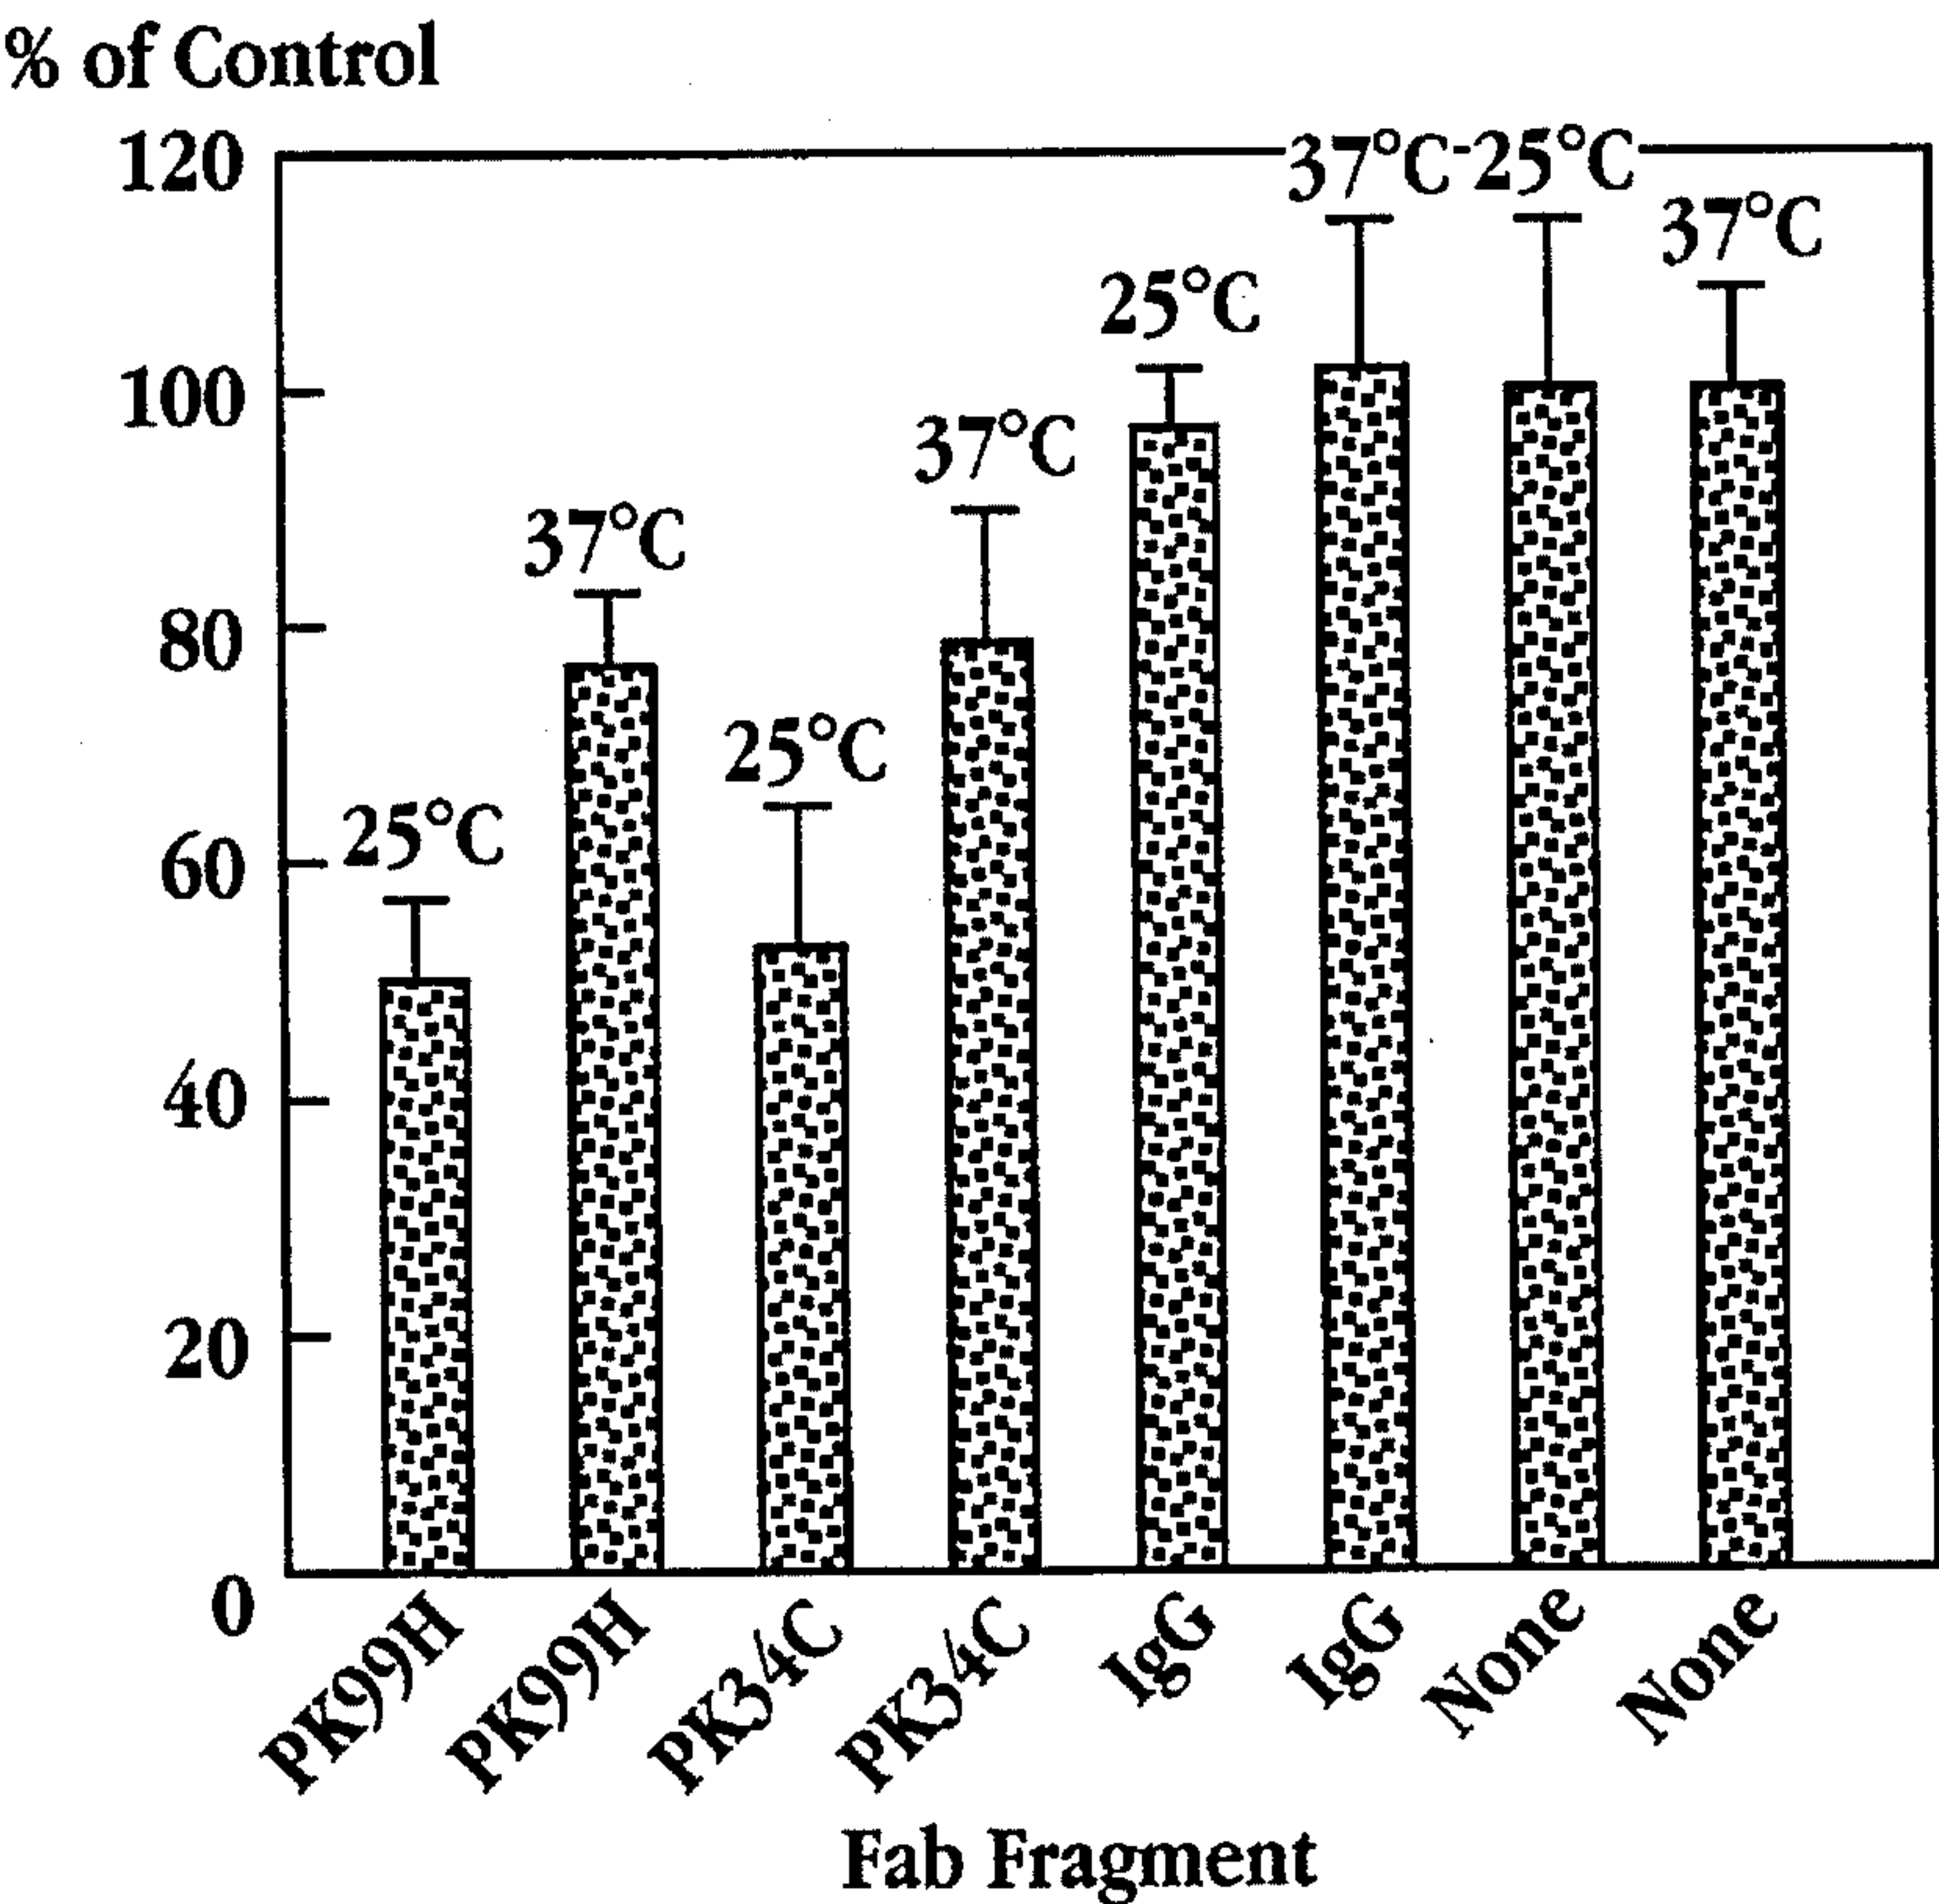 % of Control
120
37°C 25°C
37°C
25°C
100
37°C
37°C
80
25°C
25°C
60
40
20
0
PK99H
PK99H
PK34C
PK34C
IgG
IgG
None
None
Fab Fragment